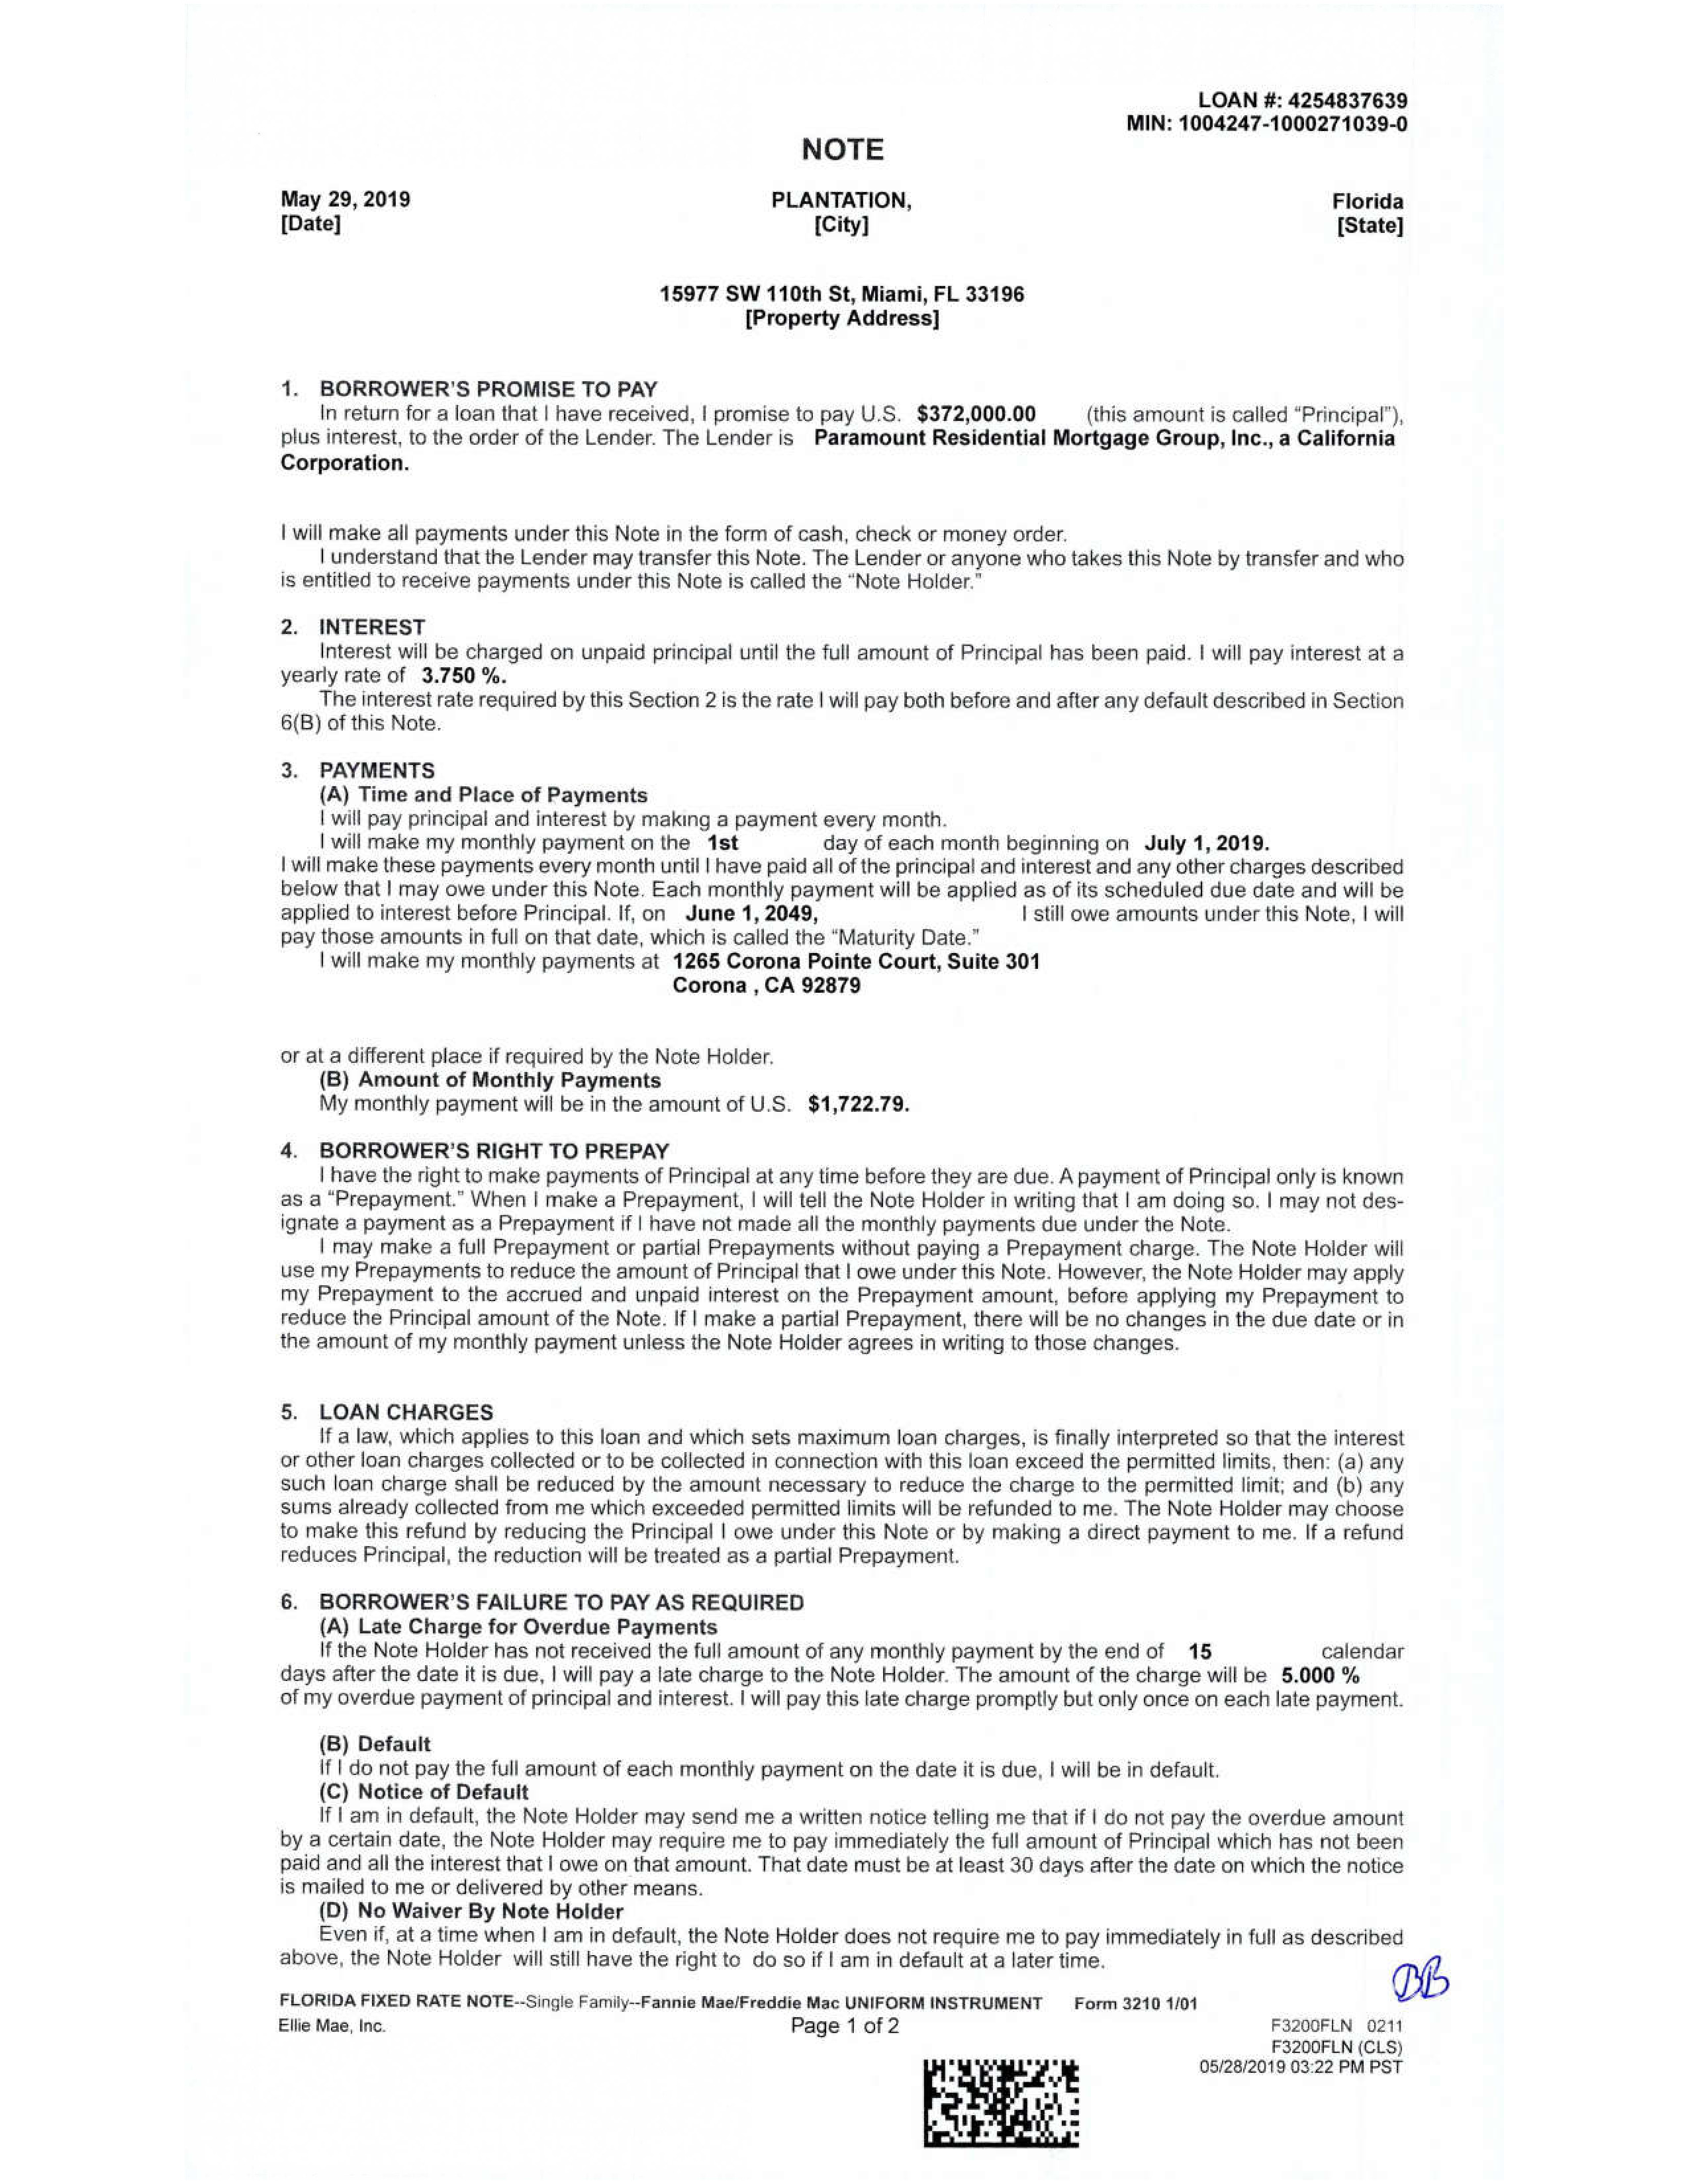 LOAN #: 4254837639
MIN: 1004247-1000271039-0
NOTE
May 29, 2019 PLANTATION, Florida
[Date] [City] [State]
15977 SW 110th St, Miami, FL 33196
[Property Address]
1. BORROWER'S PROMISE TO PAY
In return for a loan that I have received, I promise to pay U.S. $372,000.00 (this amount is called “Principal”),
plus interest, to the order of the Lender. The Lender is Paramount Residential Mortgage Group, Inc., a California
Corporation.
I will make all payments under this Note in the form of cash, check or money order.
I understand that the Lender may transfer this Note. The Lender or anyone who takes this Note by transfer and who
is entitled to receive payments under this Note is called the “Note Holder.”
2. INTEREST
Interest will be charged on unpaid principal until the full amount of Principal has been paid. I will pay interest at a
yearly rate of 3.750 %.
The interest rate required by this Section 2 is the rate I will pay both before and after any default described in Section
6(B) of this Note.
3. PAYMENTS
(A) Time and Place of Payments
I will pay principal and interest by making a payment every month.
I will make my monthly payment on the 1st day of each month beginning on July 1, 2019.
I will make these payments every month until I have paid all of the principal and interest and any other charges described
below that I may owe under this Note. Each monthly payment will be applied as of its scheduled due date and will be
applied to interest before Principal. If, on June 1, 2049, I still owe amounts under this Note, I will
pay those amounts in full on that date, which is called the “Maturity Date.”
I will make my monthly payments at 1265 Corona Pointe Court, Suite 301
Corona , CA 92879
or at a different place if required by the Note Holder.
(B) Amount of Monthly Payments
My monthly payment will be in the amount of U.S. $1,722.79.
4. BORROWER'S RIGHT TO PREPAY
I have the right to make payments of Principal at any time before they are due. A payment of Principal only is known
as a “Prepayment.” When I make a Prepayment, I will tell the Note Holder in writing that I am doing so. I may not des-
ignate a payment as a Prepayment if I have not made all the monthly payments due under the Note.
I may make a full Prepayment or partial Prepayments without paying a Prepayment charge. The Note Holder will
use my Prepayments to reduce the amount of Principal that I owe under this Note. However, the Note Holder may apply
my Prepayment to the accrued and unpaid interest on the Prepayment amount, before applying my Prepayment to
reduce the Principal amount of the Note. If I make a partial Prepayment, there will be no changes in the due date or in
the amount of my monthly payment unless the Note Holder agrees in writing to those changes.
5. LOAN CHARGES
If a law, which applies to this loan and which sets maximum loan charges, is finally interpreted so that the interest
or other loan charges collected or to be collected in connection with this loan exceed the permitted limits, then: (a) any
such loan charge shall be reduced by the amount necessary to reduce the charge to the permitted limit; and (b) any
sums already collected from me which exceeded permitted limits will be refunded to me. The Note Holder may choose
to make this refund by reducing the Principal I owe under this Note or by making a direct payment to me. If a refund
reduces Principal, the reduction will be treated as a partial Prepayment.
6. BORROWER'S FAILURE TO PAY AS REQUIRED
(A) Late Charge for Overdue Payments
If the Note Holder has not received the full amount of any monthly payment by the end of 15 calendar
days after the date it is due, I will pay a late charge to the Note Holder. The amount of the charge will be 5.000 %
of my overdue payment of principal and interest. I will pay this late charge promptly but only once on each late payment.
(B) Default
If I do not pay the full amount of each monthly payment on the date it is due, I will be in default.
(C) Notice of Default
If I am in default, the Note Holder may send me a written notice telling me that if I do not pay the overdue amount
by a certain date, the Note Holder may require me to pay immediately the full amount of Principal which has not been
paid and all the interest that I owe on that amount. That date must be at least 30 days after the date on which the notice
is mailed to me or delivered by other means.
(D) No Waiver By Note Holder
Even if, at a time when I am in default, the Note Holder does not require me to pay immediately in full as described
above, the Note Holder will still have the right to do so if I am in default at a later time.
BB
FLORIDA FIXED RATE NOTE--Single Family--Fannie Mae/Freddie Mac UNIFORM INSTRUMENT Form 3210 1/01
Ellie Mae, Inc. Page 1 of 2 F3200FLN 0211
F3200FLN (CLS)
05/28/2019 03:22 PM PST